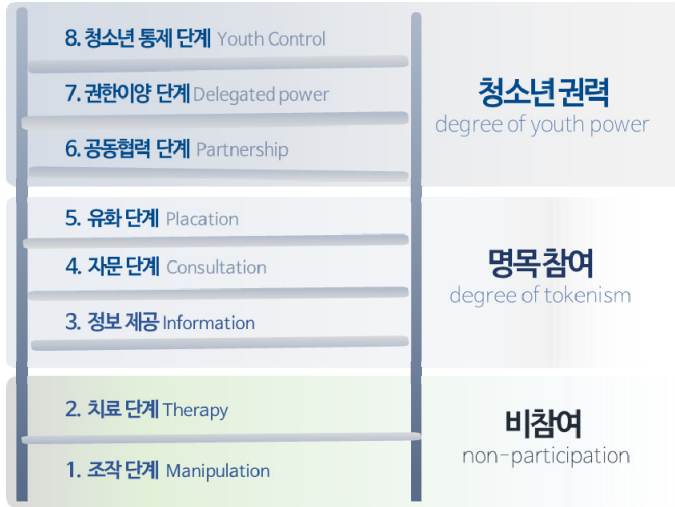 8. 청소년 통제 단계 Youth Control
7. 권한이양 단계 Delegated power
6. 공동협력 단계 Partnership
청소년 권력
degree of youth power
5. 유화 단계 Placation
4. 자문 단계 Consultation
3. 정보 제공 Information
명목 참여
degree of tokenism
2. 치료 단계 Therapy
1. 조작 단계 Manipulation
비참여
non-participation